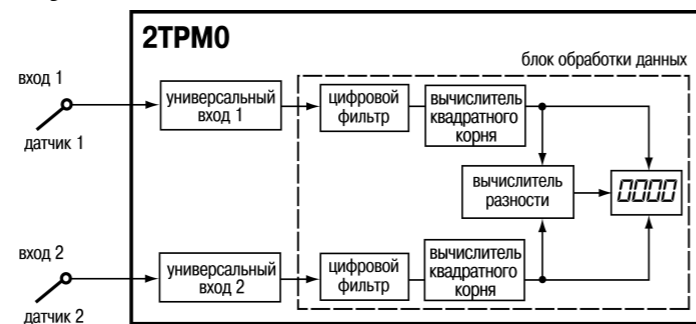 2ТРМ0
блок обработки данных
вход 1
датчик 1
универсальный
вход 1
цифровой
фильтр
вычислитель
квадратного
корня
вычислитель
разности
0000
вход 2
датчик 2
универсальный
вход 2
цифровой
фильтр
вычислитель
квадратного
корня